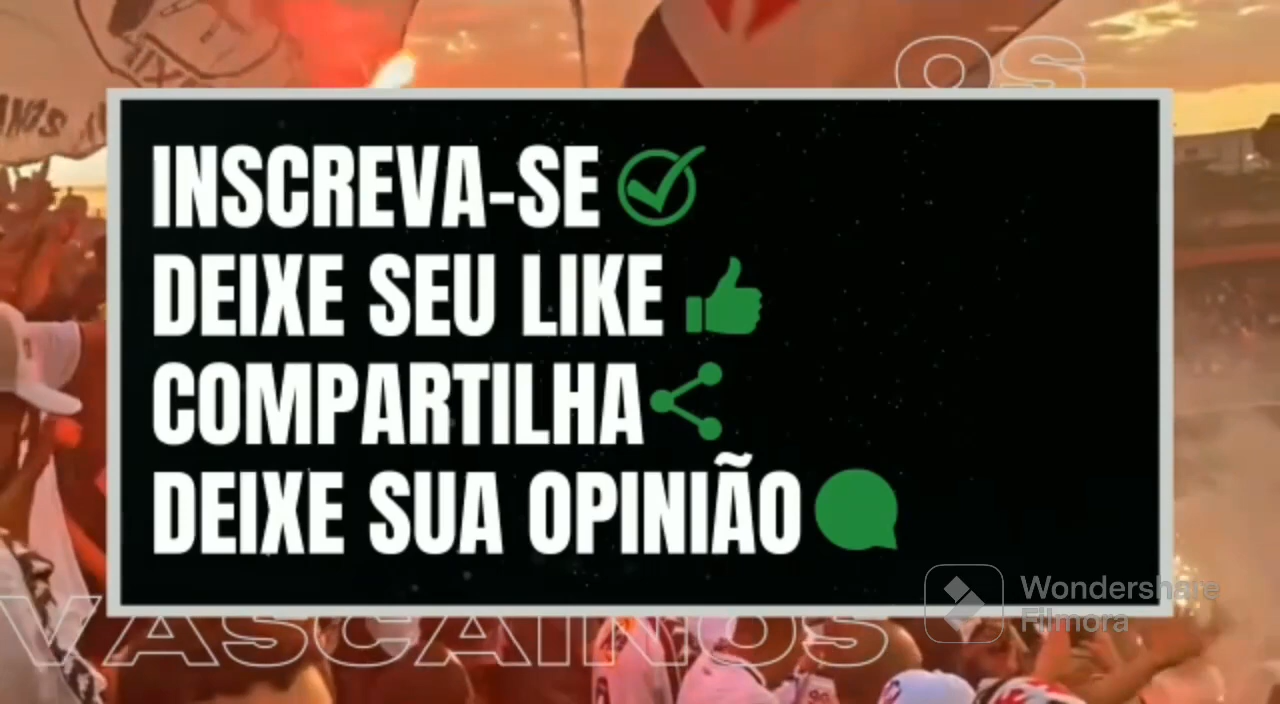 OS
INSCREVA-SE
DEIXE SEU LIKE
COMPARTILHA
DEIXE SUA OPINIÃO
Wondershare
Filmora
VASCAINOS